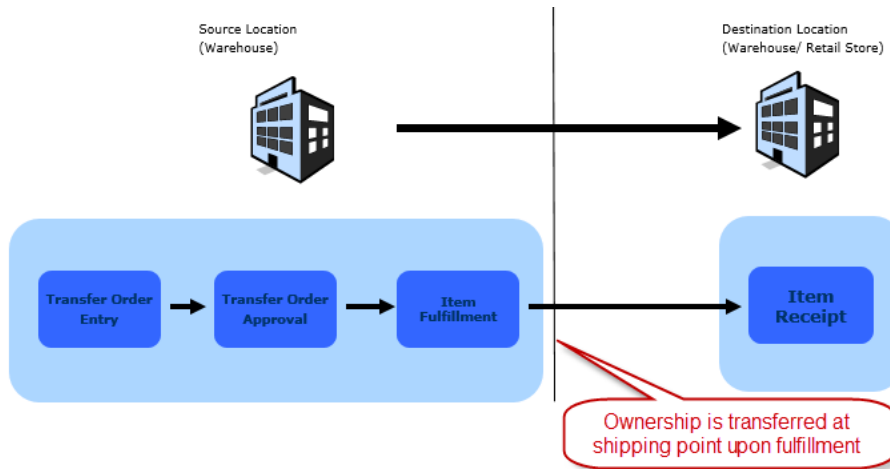 Source Location
(Warehouse)
Destination Location
(Warehouse/ Retail Store)
Transfer Order
Entry
Transfer Order
Approval
Item
Fulfillment
Item
Receipt
Ownership is transferred at
shipping point upon fulfillment